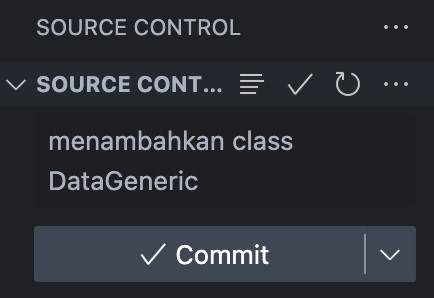 SOURCE CONTROL
SOURCE CONT...
menambahkan class
DataGeneric
Commit